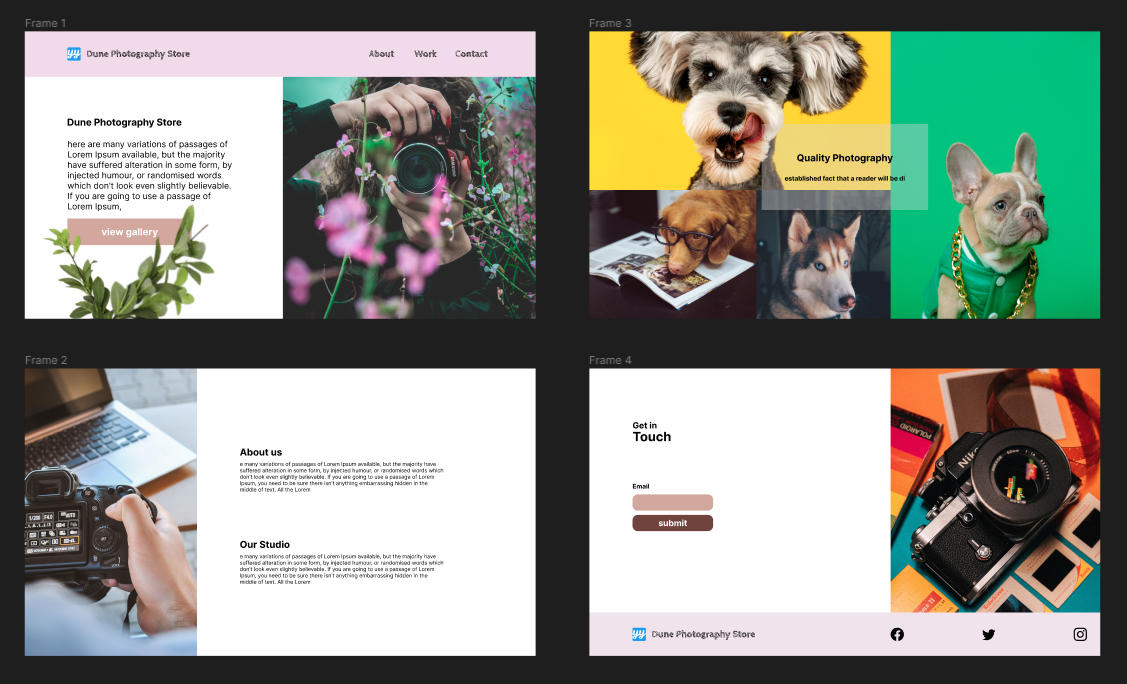 Frame 1
Dune Photography Store
About Work Contact
Dune Photography Store
here are many variations of passages of
Lorem Ipsum available, but the majority
have suffered alteration in some form, by
injected humour, or randomised words
which don't look even slightly believable.
If you are going to use a passage of
Lorem Ipsum,
view gallery
Frame 3
Quality Photography
established fact that a reader will be di
Frame 2
About us
e many variations of passages of Lorem Ipsum available, but the majority have
suffered alteration in some form, by injected humour, or randomised words which
don't look even slightly believable. If you are going to use a passage of Lorem
Ipsum, you need to be sure there isn't anything embarrassing hidden in the
middle of text. All the Lorem
Our Studio
e many variations of passages of Lorem Ipsum available, but the majority have
suffered alteration in some form, by injected humour, or randomised words which
don't look even slightly believable. If you are going to use a passage of Lorem
Ipsum, you need to be sure there isn't anything embarrassing hidden in the
middle of text. All the Lorem
Frame 4
Get in
Touch
Email
submit
POLAROID
Dune Photography Store